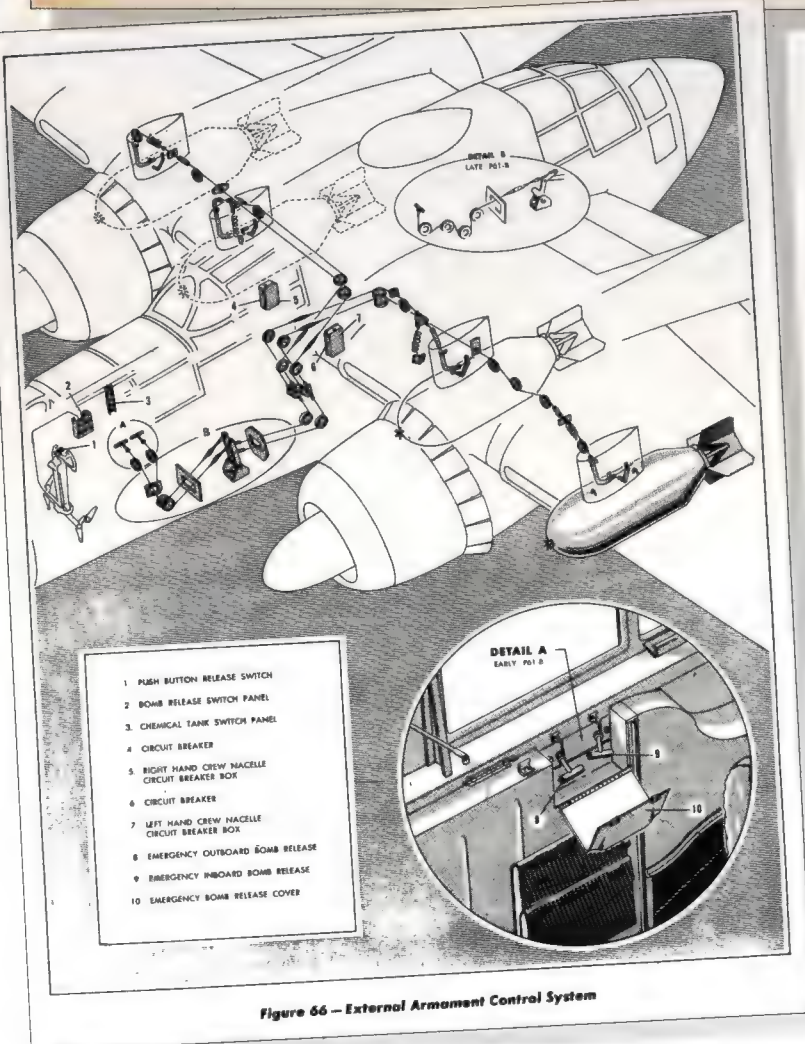 DETAIL B
LATE P61-B
4
5
7
6
2
3
1
A
B
1 PUSH BUTTON RELEASE SWITCH
2 BOMB RELEASE SWITCH PANEL
3. CHEMICAL TANK SWITCH PANEL
4 CIRCUIT BREAKER
5. RIGHT HAND CREW NACELLE
CIRCUIT BREAKER BOX
6 CIRCUIT BREAKER
7 LEFT HAND CREW NACELLE
CIRCUIT BREAKER BOX
8 EMERGENCY OUTBOARD BOMB RELEASE
9 EMERGENCY INBOARD BOMB RELEASE
10 EMERGENCY BOMB RELEASE COVER
DETAIL A
EARLY P61-B
9
8
10
Figure 66 — External Armament Control System